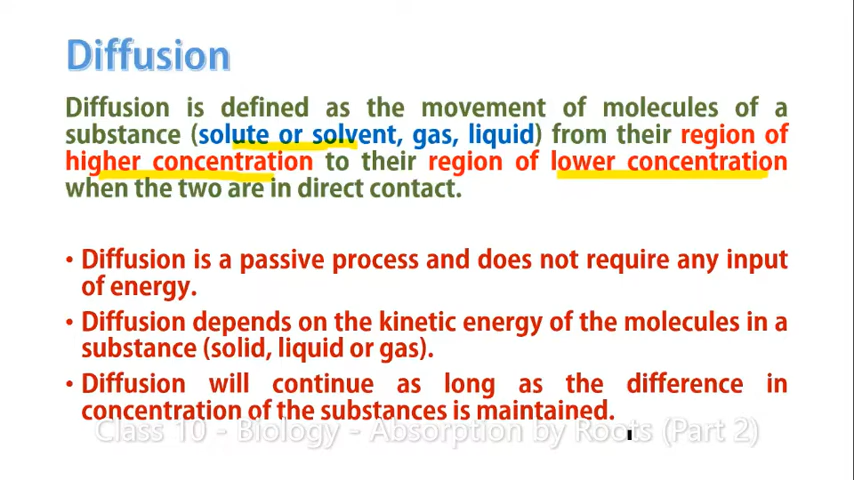 Diffusion
Diffusion is defined as the movement of molecules of a
substance (solute or solvent, gas, liquid) from their region of
higher concentration to their region of lower concentration
when the two are in direct contact.
• Diffusion is a passive process and does not require any input
of energy.
• Diffusion depends on the kinetic energy of the molecules in a
substance (solid, liquid or gas).
• Diffusion will continue as long as the difference in
concentration of the substances is maintained.
Class 10 - Biology - Absorption by Roots (Part 2)